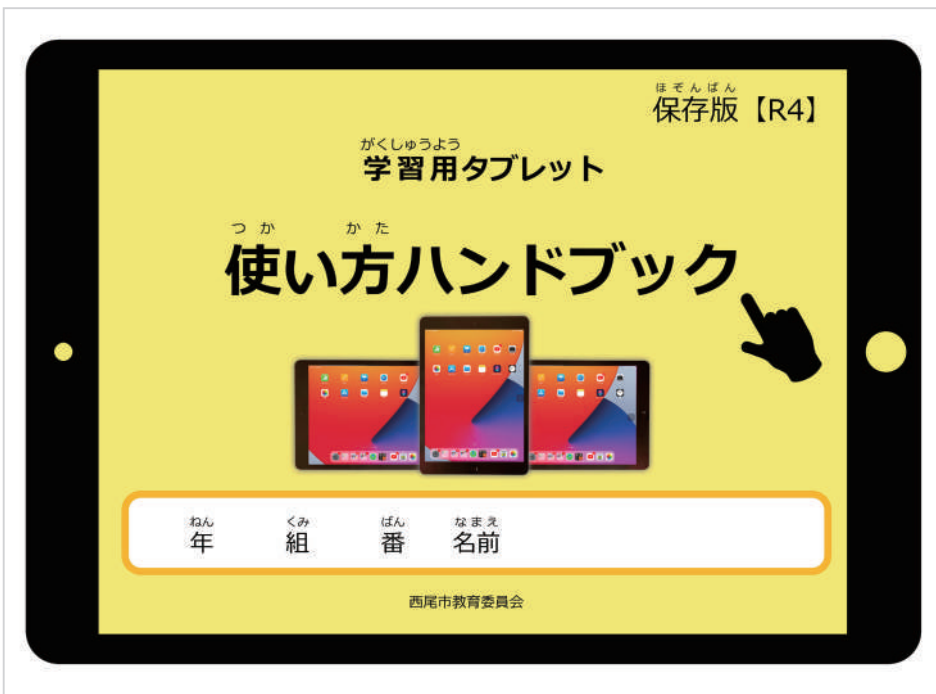 ほぞんばん
保存版【R4】
がくしゅうよう
学習用タブレット
つか かた
使い方ハンドブック
ねん くみ ばん なまえ
年 組 番 名前
西尾市教育委員会